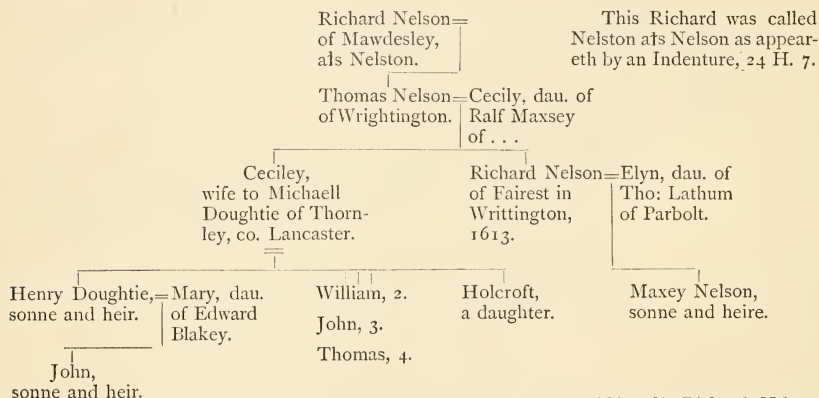 Richard Nelson=
of Mawdesley,
als Nelston.
This Richard was called
Nelston als Nelson as appear-
eth by an Indenture, 24 H. 7.
Thomas Nelson=Cecily, dau. of
of Wrightington. Ralf Maxsey
of . . .
Ceciley,
wife to Michaell
Doughtie of Thorn-
ley, co. Lancaster.
Richard Nelson=Elyn, dau. of
of Fairest in Tho: Lathum
Writtington, of Parbolt.
1613.
Henry Doughtie,=Mary, dau.
sonne and heir. of Edward
Blakey.
William, 2.
John, 3.
Thomas, 4.
Holcroft,
a daughter.
Maxey Nelson,
sonne and heire.
John,
sonne and heir.